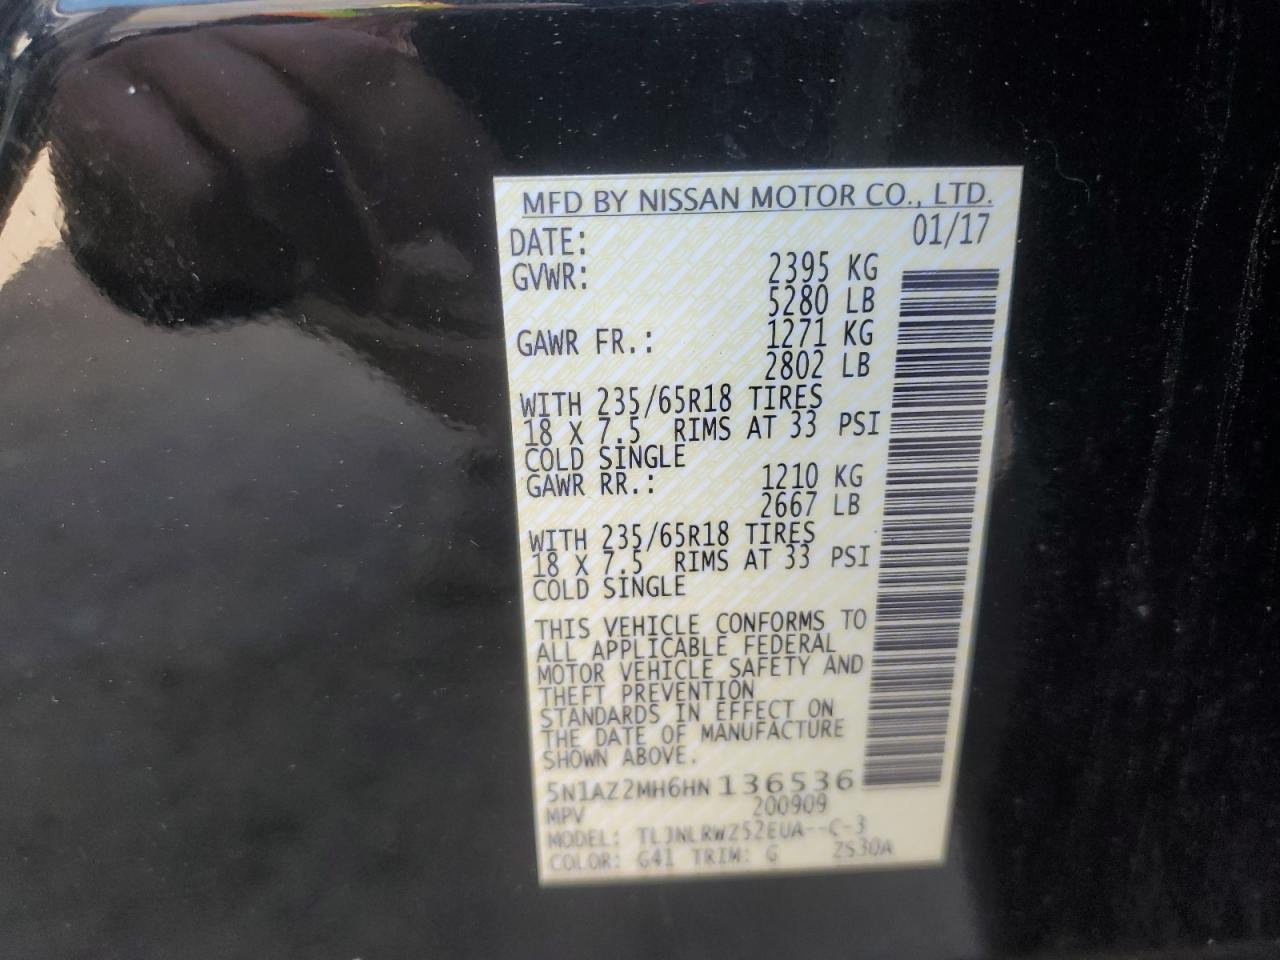 MFD BY NISSAN MOTOR CO., LTD.
DATE: 01/17
GVWR: 2395 KG
5280 LB
GAWR FR.: 1271 KG
2802 LB
WITH 235/65R18 TIRES
18 X 7.5 RIMS AT 33 PSI
COLD SINGLE
GAWR RR.: 1210 KG
2667 LB
WITH 235/65R18 TIRES
18 X 7.5 RIMS AT 33 PSI
COLD SINGLE
THIS VEHICLE CONFORMS TO
ALL APPLICABLE FEDERAL
MOTOR VEHICLE SAFETY AND
THEFT PREVENTION
STANDARDS IN EFFECT ON
THE DATE OF MANUFACTURE
SHOWN ABOVE.
5N1AZ2MH6HN136536
MPV 200909
MODEL: TLJNLRWZ52EUA--C-3
COLOR: G41 TRIM: G 2S30A